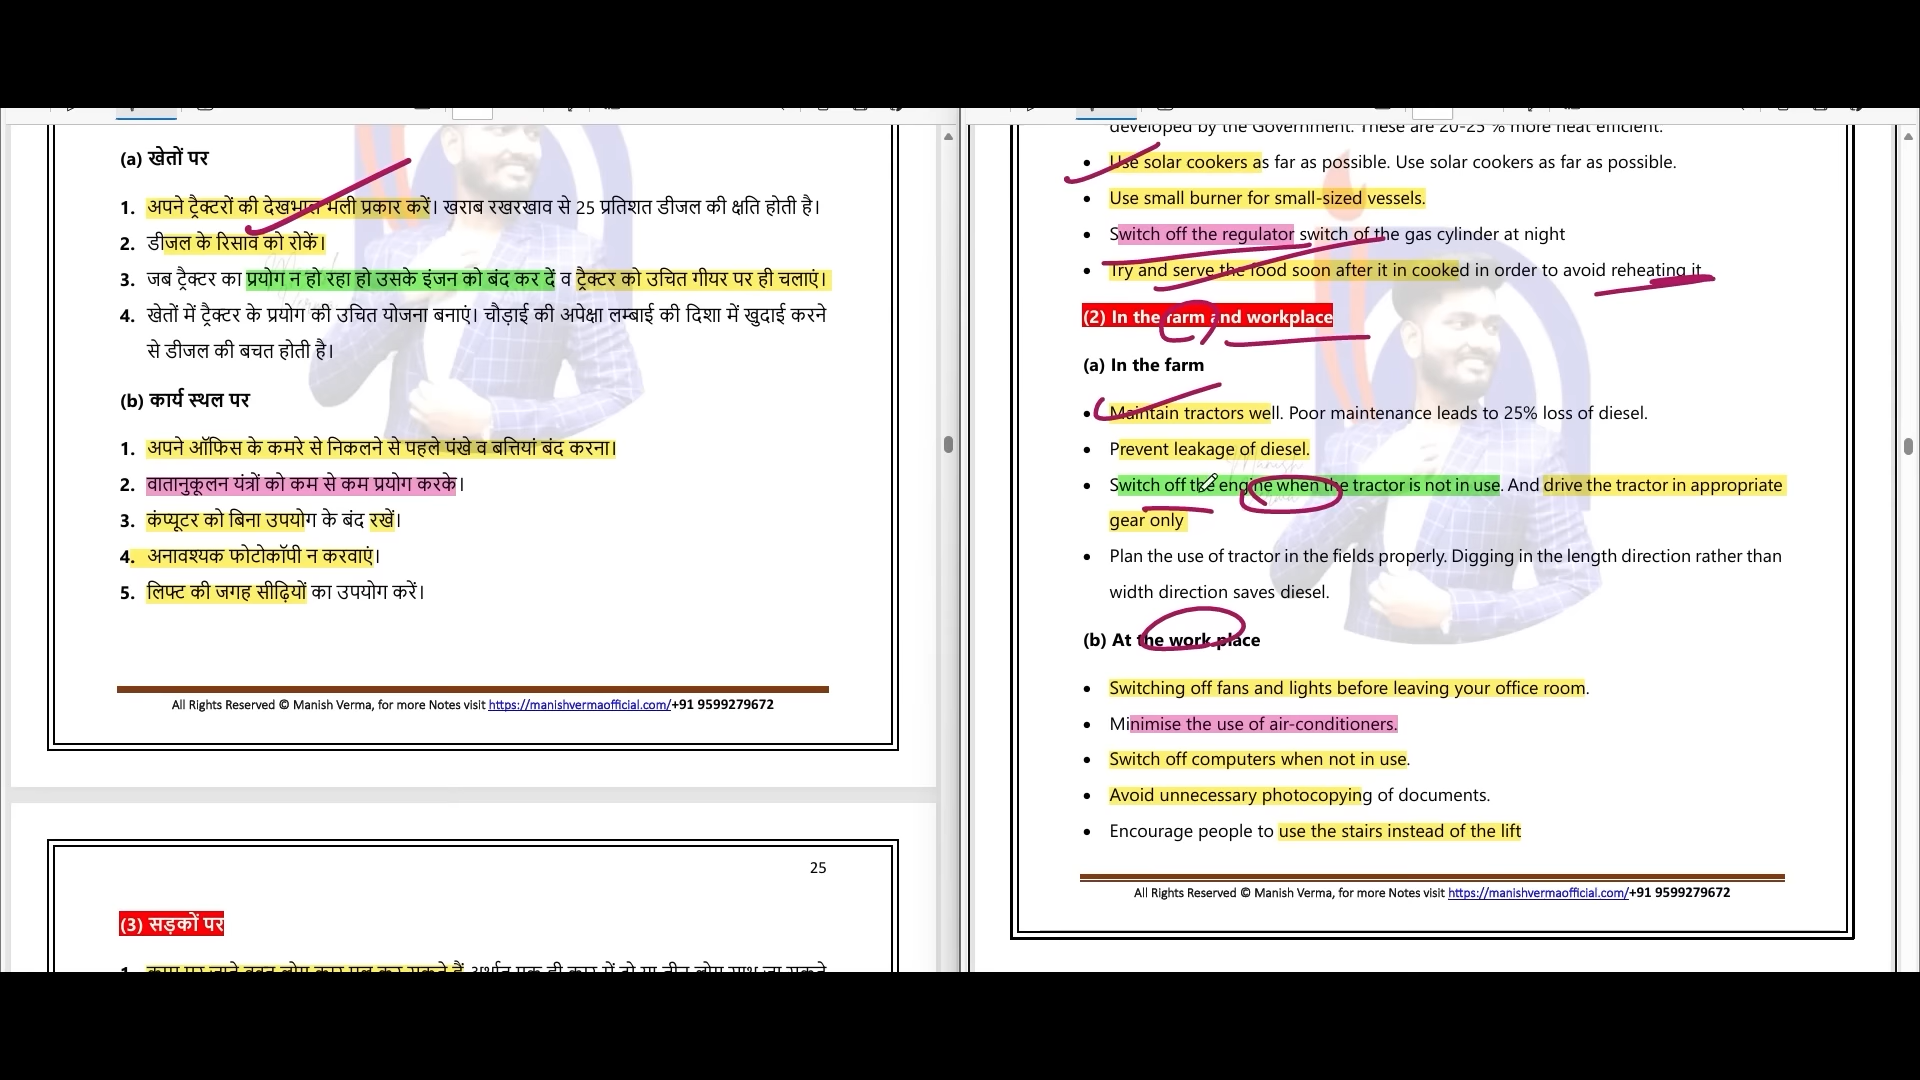 (a) खेतों पर
1. अपने ट्रैक्टरों की देखभाल भली प्रकार करें। खराब रखरखाव से 25 प्रतिशत डीजल की क्षति होती है।
2. डीजल के रिसाव को रोकें।
3. जब ट्रैक्टर का प्रयोग न हो रहा हो उसके इंजन को बंद कर दें व ट्रैक्टर को उचित गीयर पर ही चलाएं।
4. खेतों में ट्रैक्टर के प्रयोग की उचित योजना बनाएं। चौड़ाई की अपेक्षा लम्बाई की दिशा में खुदाई करने
से डीजल की बचत होती है।
(b) कार्य स्थल पर
1. अपने ऑफिस के कमरे से निकलने से पहले पंखे व बत्तियां बंद करना।
2. वातानुकूलन यंत्रों को कम से कम प्रयोग करके।
3. कंप्यूटर को बिना उपयोग के बंद रखें।
4. अनावश्यक फोटोकॉपी न करवाएं।
5. लिफ्ट की जगह सीढ़ियों का उपयोग करें।
All Rights Reserved © Manish Verma, for more Notes visit https://manishvermaofficial.com/+91 9599279672
25
(3) सड़कों पर
developed by the Government. These are 20-25 % more heat efficient.
• Use solar cookers as far as possible. Use solar cookers as far as possible.
• Use small burner for small-sized vessels.
• Switch off the regulator switch of the gas cylinder at night
• Try and serve the food soon after it in cooked in order to avoid reheating it
(2) In the farm and workplace
(a) In the farm
• Maintain tractors well. Poor maintenance leads to 25% loss of diesel.
• Prevent leakage of diesel.
• Switch off the engine when the tractor is not in use. And drive the tractor in appropriate
gear only
• Plan the use of tractor in the fields properly. Digging in the length direction rather than
width direction saves diesel.
(b) At the work place
• Switching off fans and lights before leaving your office room.
• Minimise the use of air-conditioners.
• Switch off computers when not in use.
• Avoid unnecessary photocopying of documents.
• Encourage people to use the stairs instead of the lift
All Rights Reserved © Manish Verma, for more Notes visit https://manishvermaofficial.com/+91 9599279672